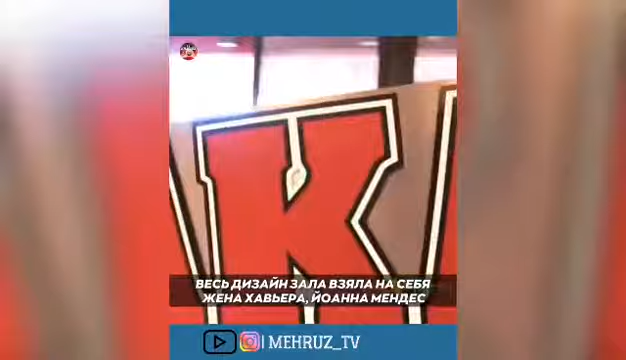 K
ВЕСЬ ДИЗАЙН ЗАЛА ВЗЯЛА НА СЕБЯ
ЖЕНА ХАВЬЕРА, ЙОАННА МЕНДЕС
| MEHRUZ_TV